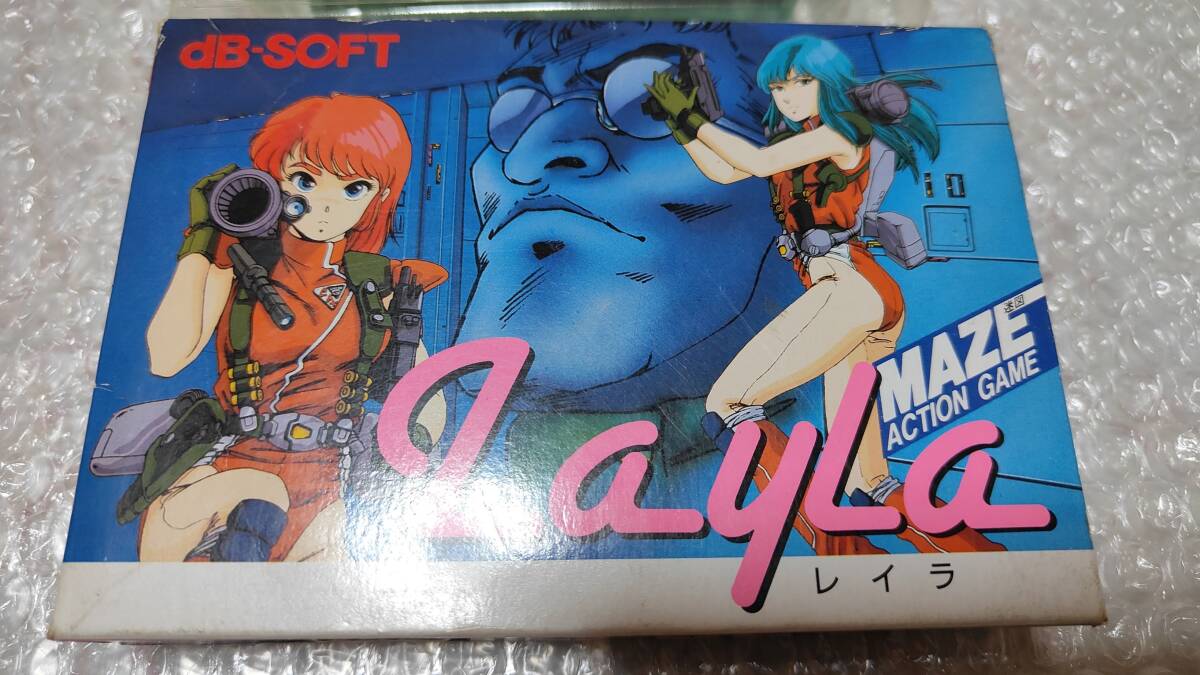 dB-SOFT
迷図
MAZE
ACTION GAME
Layla
レイラ